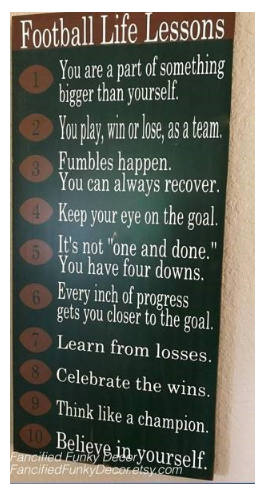 Football Life Lessons
1 You are a part of something
bigger than yourself.
2 You play, win or lose, as a team.
3 Fumbles happen.
You can always recover.
4 Keep your eye on the goal.
5 It's not "one and done."
You have four downs.
6 Every inch of progress
gets you closer to the goal.
7 Learn from losses.
8 Celebrate the wins.
9 Think like a champion.
10 Believe in yourself.
Fancified Funky Decor
FancifiedFunkyDecor.etsy.com